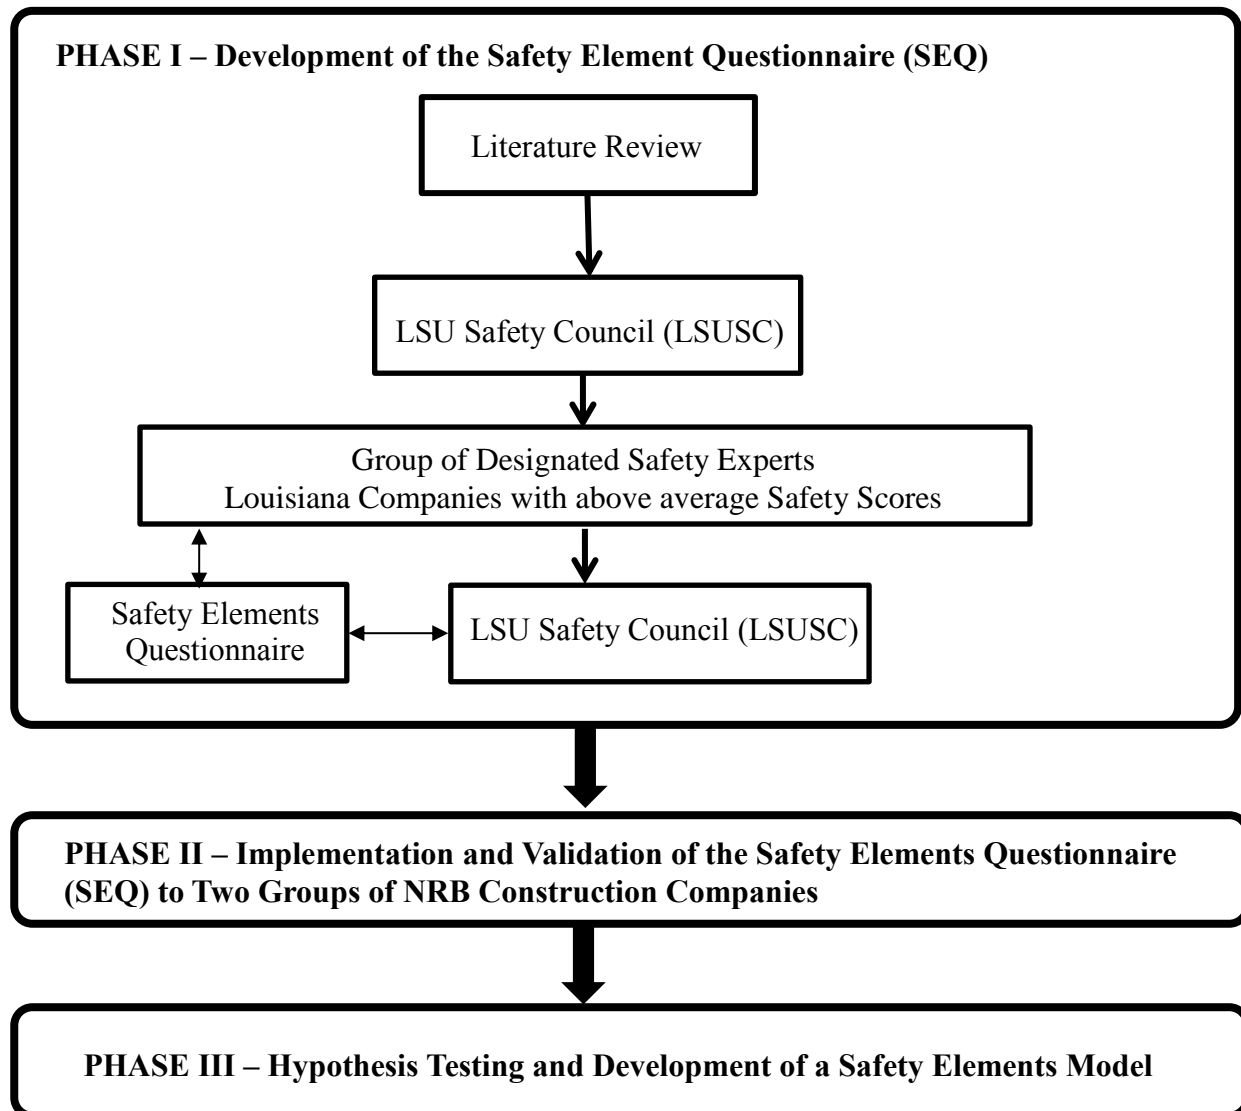 PHASE I – Development of the Safety Element Questionnaire (SEQ)
Literature Review
LSU Safety Council (LSUSC)
Group of Designated Safety Experts
Louisiana Companies with above average Safety Scores
Safety Elements
Questionnaire
LSU Safety Council (LSUSC)
PHASE II – Implementation and Validation of the Safety Elements Questionnaire
(SEQ) to Two Groups of NRB Construction Companies
PHASE III – Hypothesis Testing and Development of a Safety Elements Model